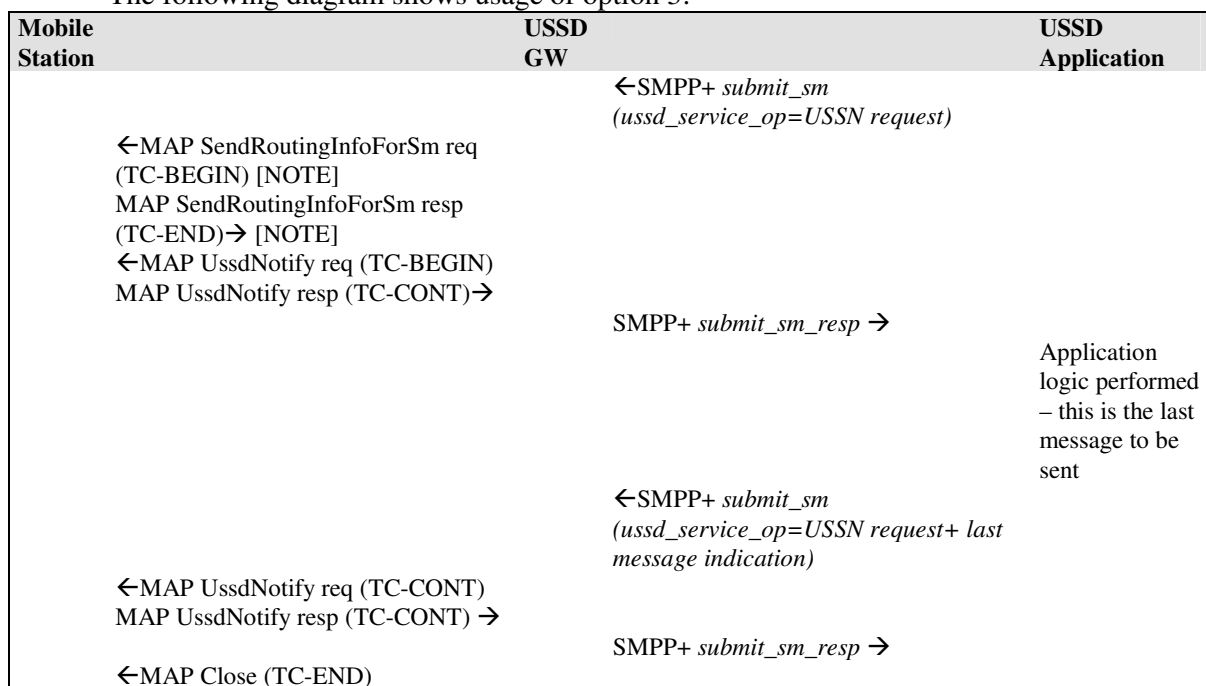 The following diagram shows usage of option 3.
Mobile Station
USSD GW
USSD Application
←SMPP+ submit_sm
(ussd_service_op=USSN request)
←MAP SendRoutingInfoForSm req
(TC-BEGIN) [NOTE]
MAP SendRoutingInfoForSm resp
(TC-END)→ [NOTE]
←MAP UssdNotify req (TC-BEGIN)
MAP UssdNotify resp (TC-CONT)→
SMPP+ submit_sm_resp →
Application
logic performed
– this is the last
message to be
sent
←SMPP+ submit_sm
(ussd_service_op=USSN request+ last
message indication)
←MAP UssdNotify req (TC-CONT)
MAP UssdNotify resp (TC-CONT) →
SMPP+ submit_sm_resp →
←MAP Close (TC-END)